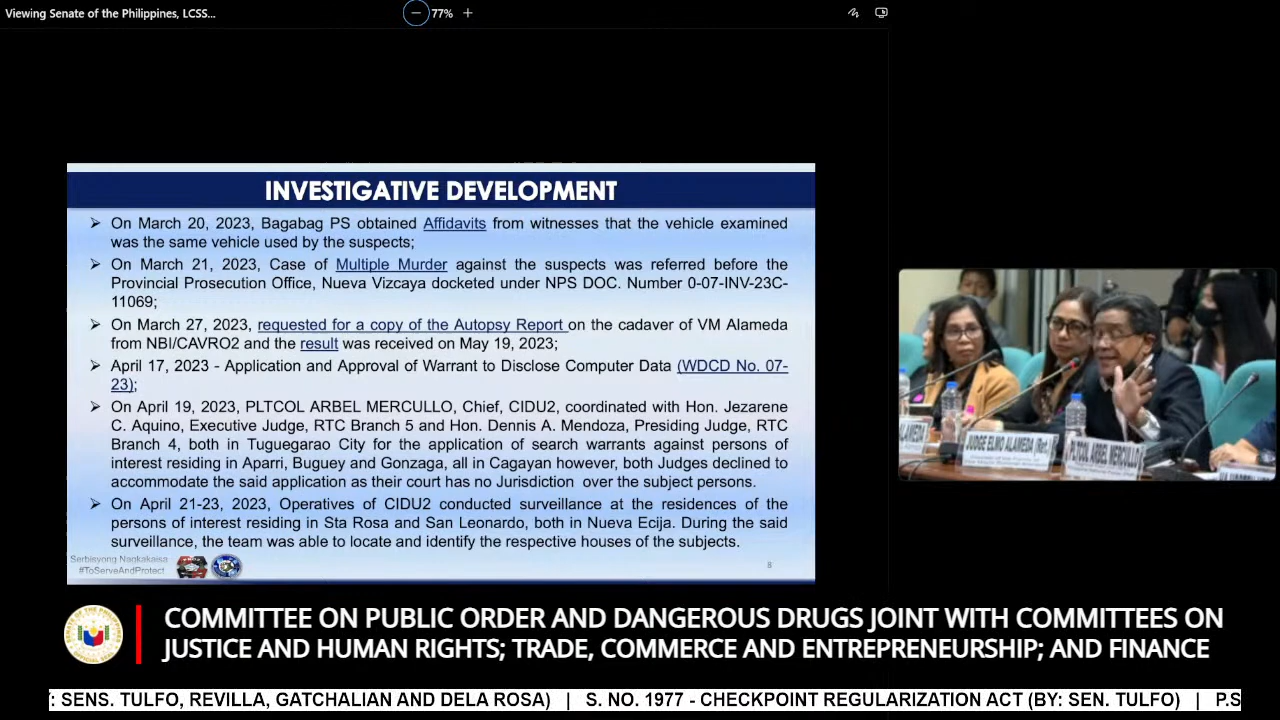 Viewing Senate of the Philippines, LCSS...
77%
INVESTIGATIVE DEVELOPMENT
➢ On March 20, 2023, Bagabag PS obtained Affidavits from witnesses that the vehicle examined
was the same vehicle used by the suspects;
➢ On March 21, 2023, Case of Multiple Murder against the suspects was referred before the
Provincial Prosecution Office, Nueva Vizcaya docketed under NPS DOC. Number 0-07-INV-23C-
11069;
➢ On March 27, 2023, requested for a copy of the Autopsy Report on the cadaver of VM Alameda
from NBI/CAVRO2 and the result was received on May 19, 2023;
➢ April 17, 2023 - Application and Approval of Warrant to Disclose Computer Data (WDCD No. 07-
23);
➢ On April 19, 2023, PLTCOL ARBEL MERCULLO, Chief, CIDU2, coordinated with Hon. Jezarene
C. Aquino, Executive Judge, RTC Branch 5 and Hon. Dennis A. Mendoza, Presiding Judge, RTC
Branch 4, both in Tuguegarao City for the application of search warrants against persons of
interest residing in Aparri, Buguey and Gonzaga, all in Cagayan however, both Judges declined to
accommodate the said application as their court has no Jurisdiction over the subject persons.
➢ On April 21-23, 2023, Operatives of CIDU2 conducted surveillance at the residences of the
persons of interest residing in Sta Rosa and San Leonardo, both in Nueva Ecija. During the said
surveillance, the team was able to locate and identify the respective houses of the subjects.
Serbisyong Nagkakaisa
#ToServeAndProtect
8
ALAMEDA
JUDGE ELMO ALAMEDA (Ret.)
PLTCOL ARBEL MERCULLO
COMMITTEE ON PUBLIC ORDER AND DANGEROUS DRUGS JOINT WITH COMMITTEES ON
JUSTICE AND HUMAN RIGHTS; TRADE, COMMERCE AND ENTREPRENEURSHIP; AND FINANCE
: SENS. TULFO, REVILLA, GATCHALIAN AND DELA ROSA) | S. NO. 1977 - CHECKPOINT REGULARIZATION ACT (BY: SEN. TULFO) | P.S